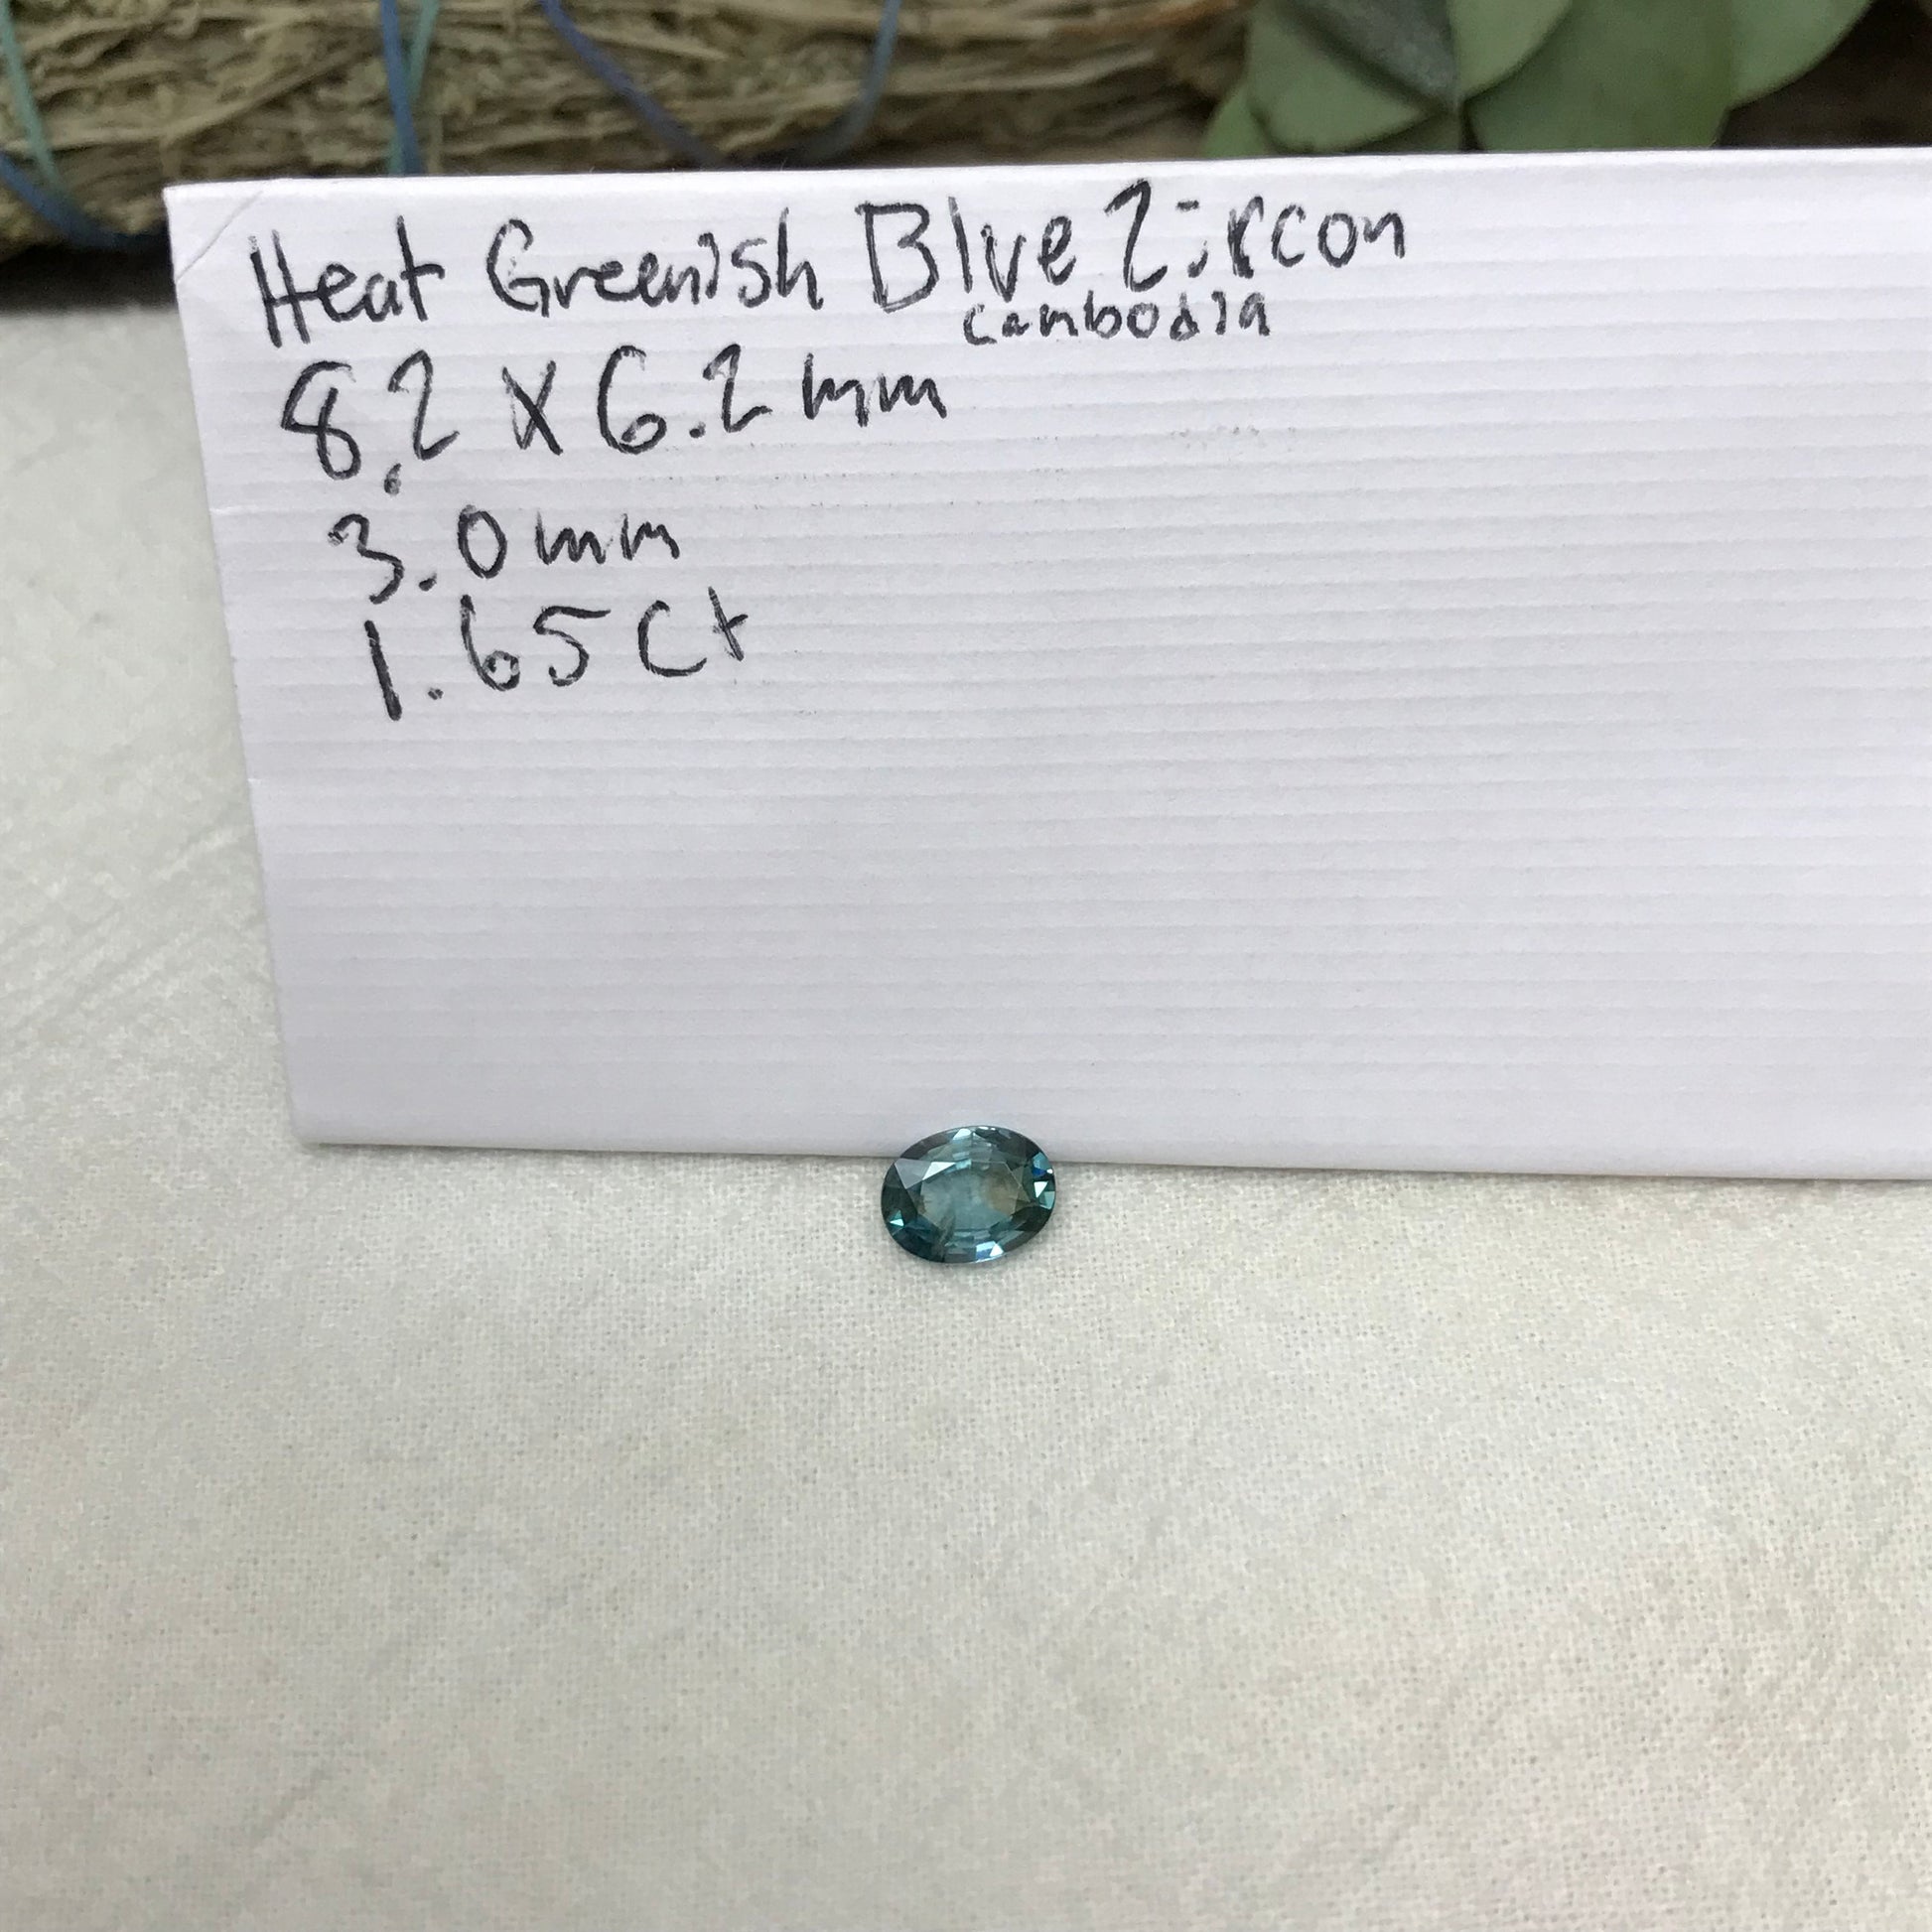 Heat Greenish Blue Zircon
Cambodia
8.2 X 6.2 mm
3.0 mm
1.65 Ct